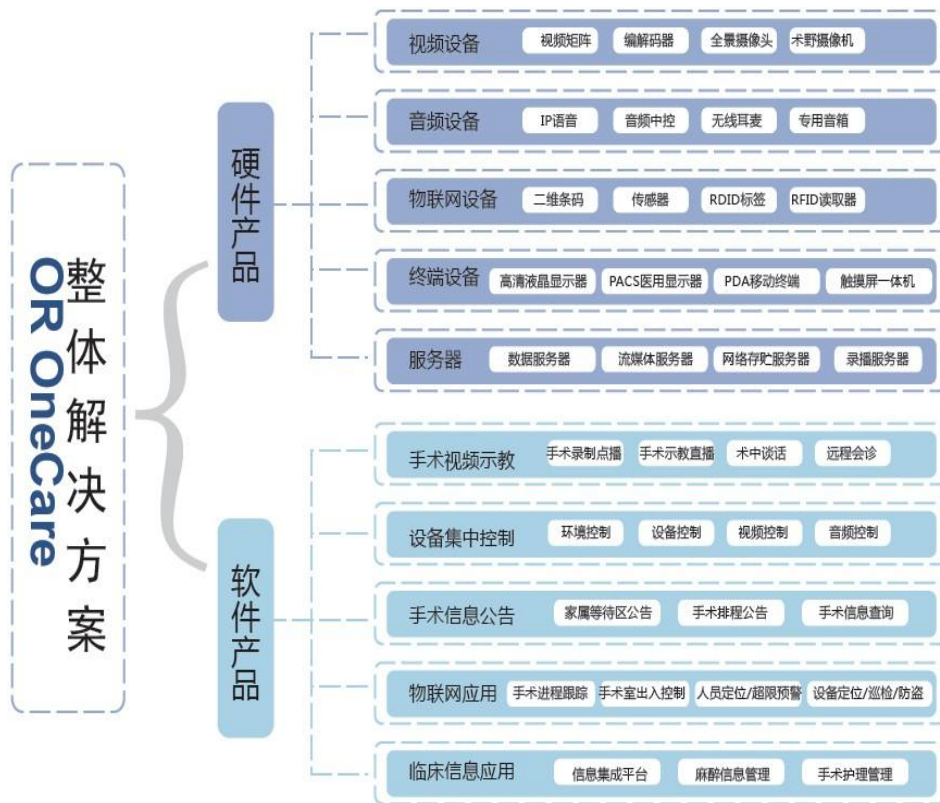 OR OneCare
整体解决方案
硬件产品
视频设备 视频矩阵 编解码器 全景摄像头 术野摄像机
音频设备 IP语音 音频中控 无线耳麦 专用音箱
物联网设备 二维条码 传感器 RDID标签 RFID读取器
终端设备 高清液晶显示器 PACS医用显示器 PDA移动终端 触摸屏一体机
服务器 数据服务器 流媒体服务器 网络存贮服务器 录播服务器
软件产品
手术视频示教 手术录制点播 手术示教直播 术中谈话 远程会诊
设备集中控制 环境控制 设备控制 视频控制 音频控制
手术信息公告 家属等待区公告 手术排程公告 手术信息查询
物联网应用 手术进程跟踪 手术室出入控制 人员定位/超限预警 设备定位/巡检/防盗
临床信息应用 信息集成平台 麻醉信息管理 手术护理管理